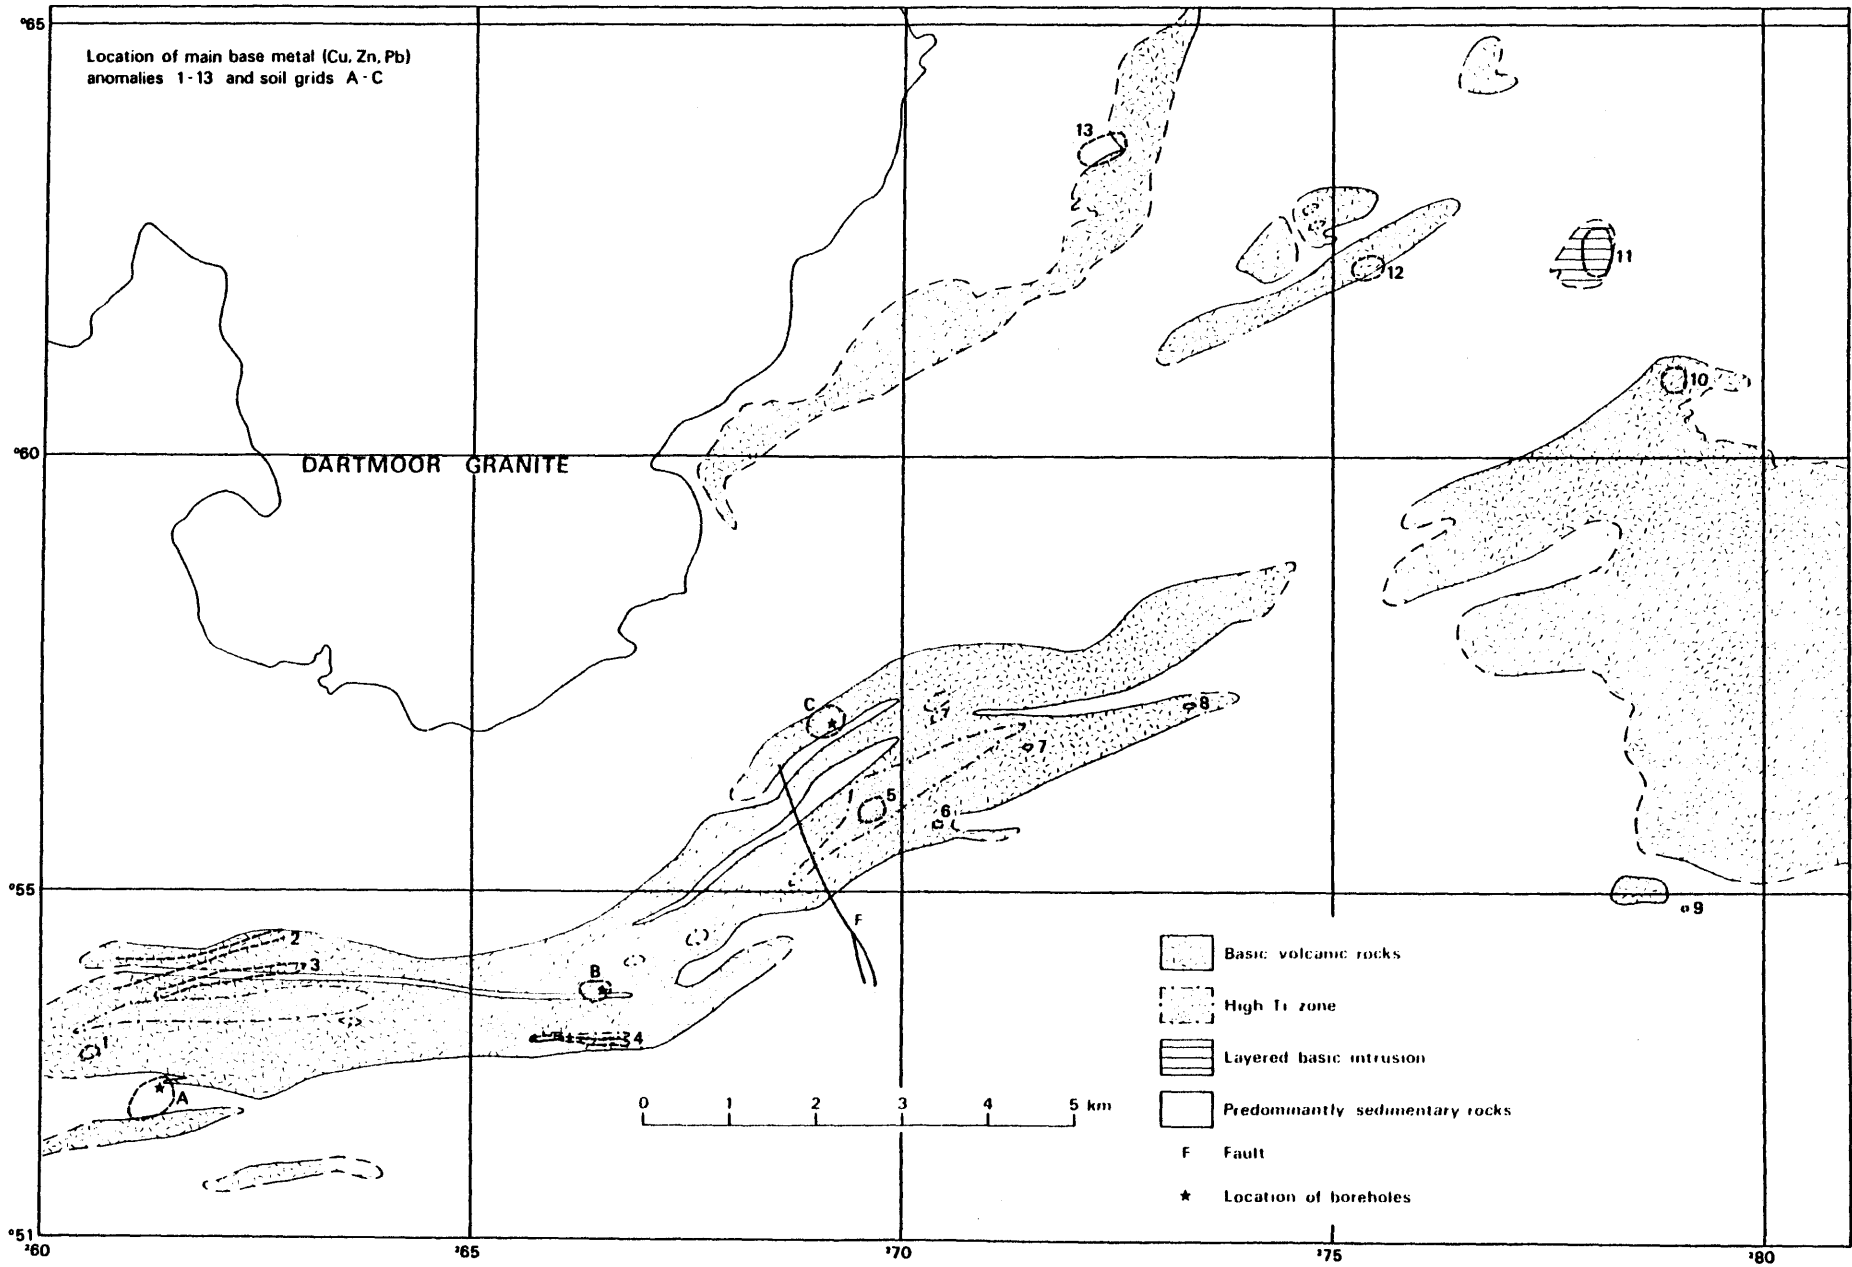 ⁰65
Location of main base metal (Cu, Zn, Pb)
anomalies 1-13 and soil grids A-C
13
11
12
10
⁰60
DARTMOOR GRANITE
C
8
7
5
6
⁰55
9
F
2
3
B
4
1
A
Basic volcanic rocks
High Ti zone
Layered basic intrusion
0 1 2 3 4 5 km
Predominantly sedimentary rocks
F Fault
Location of boreholes
⁰51
²60 ²65 ²70 ²75 ²80